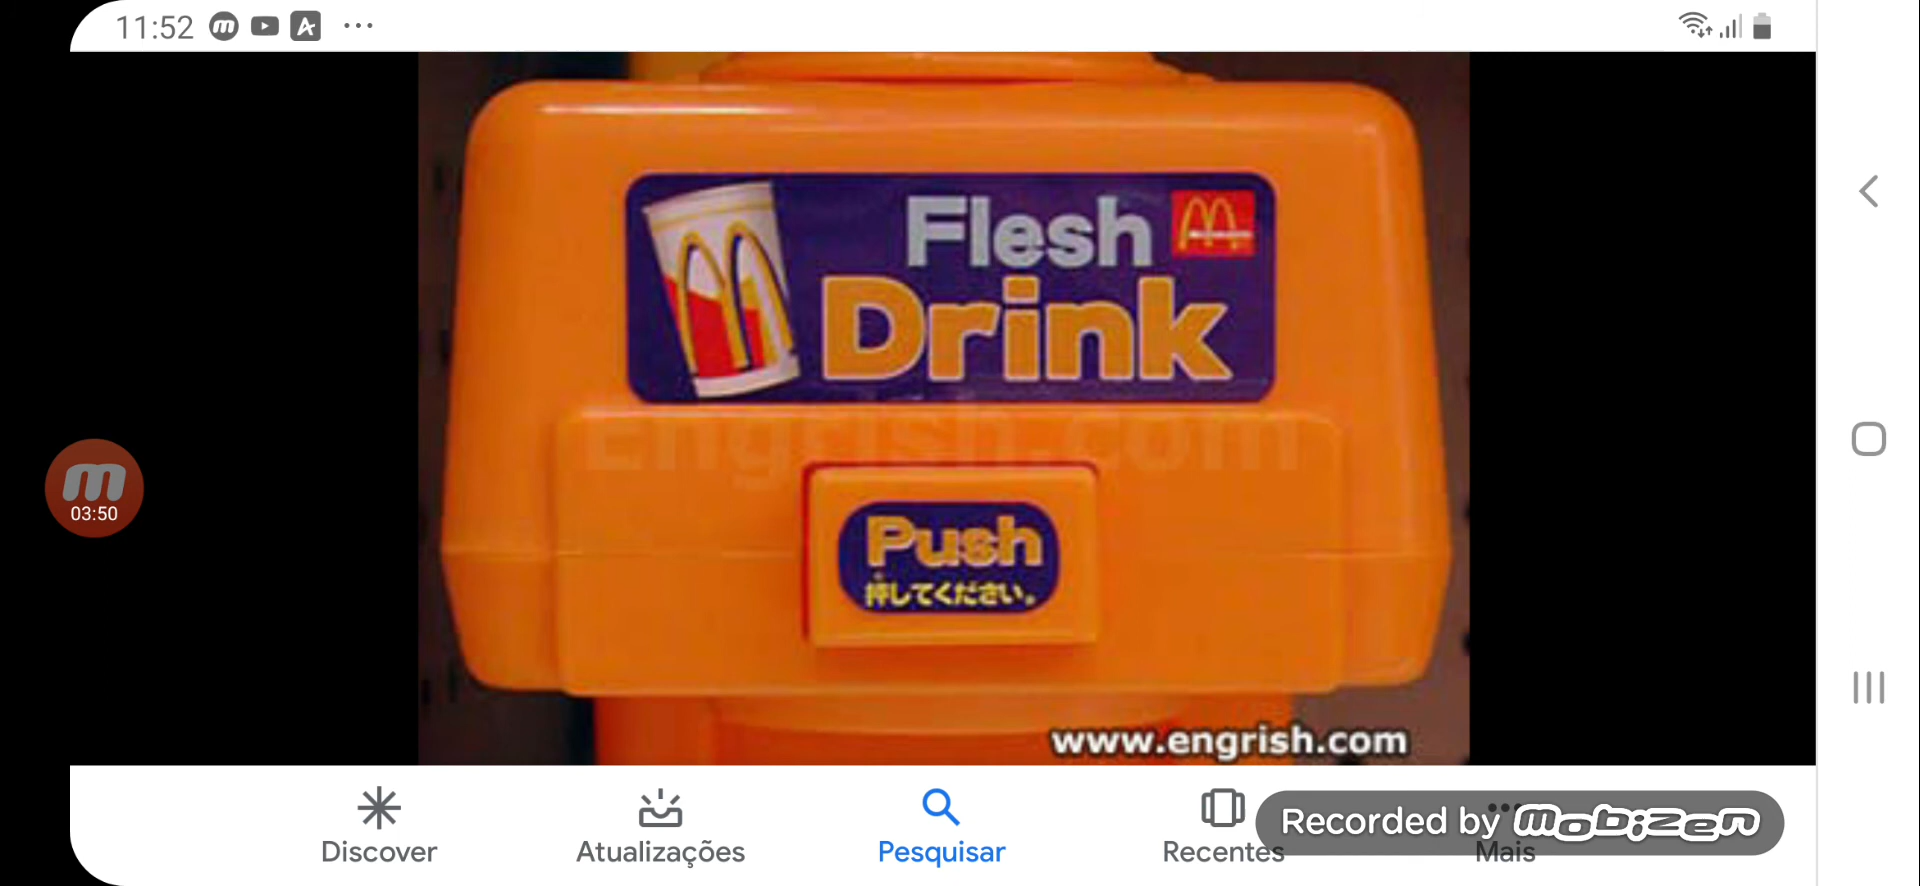 11:52
Flesh
Drink
Engrish.com
Push
押してください。
www.engrish.com
03:50
Discover
Atualizações
Pesquisar
Recentes
Mais
Recorded by mobizen